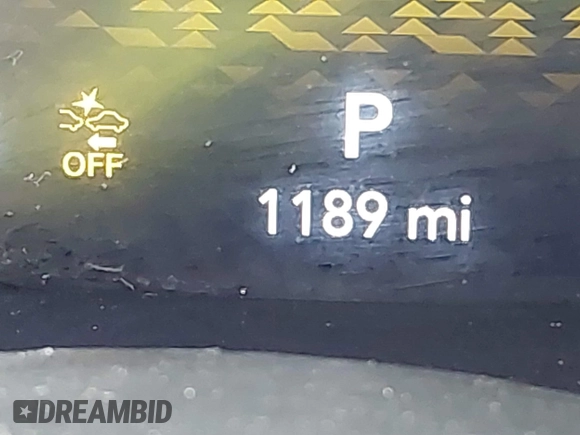 P
OFF
1189 mi
DREAMBID